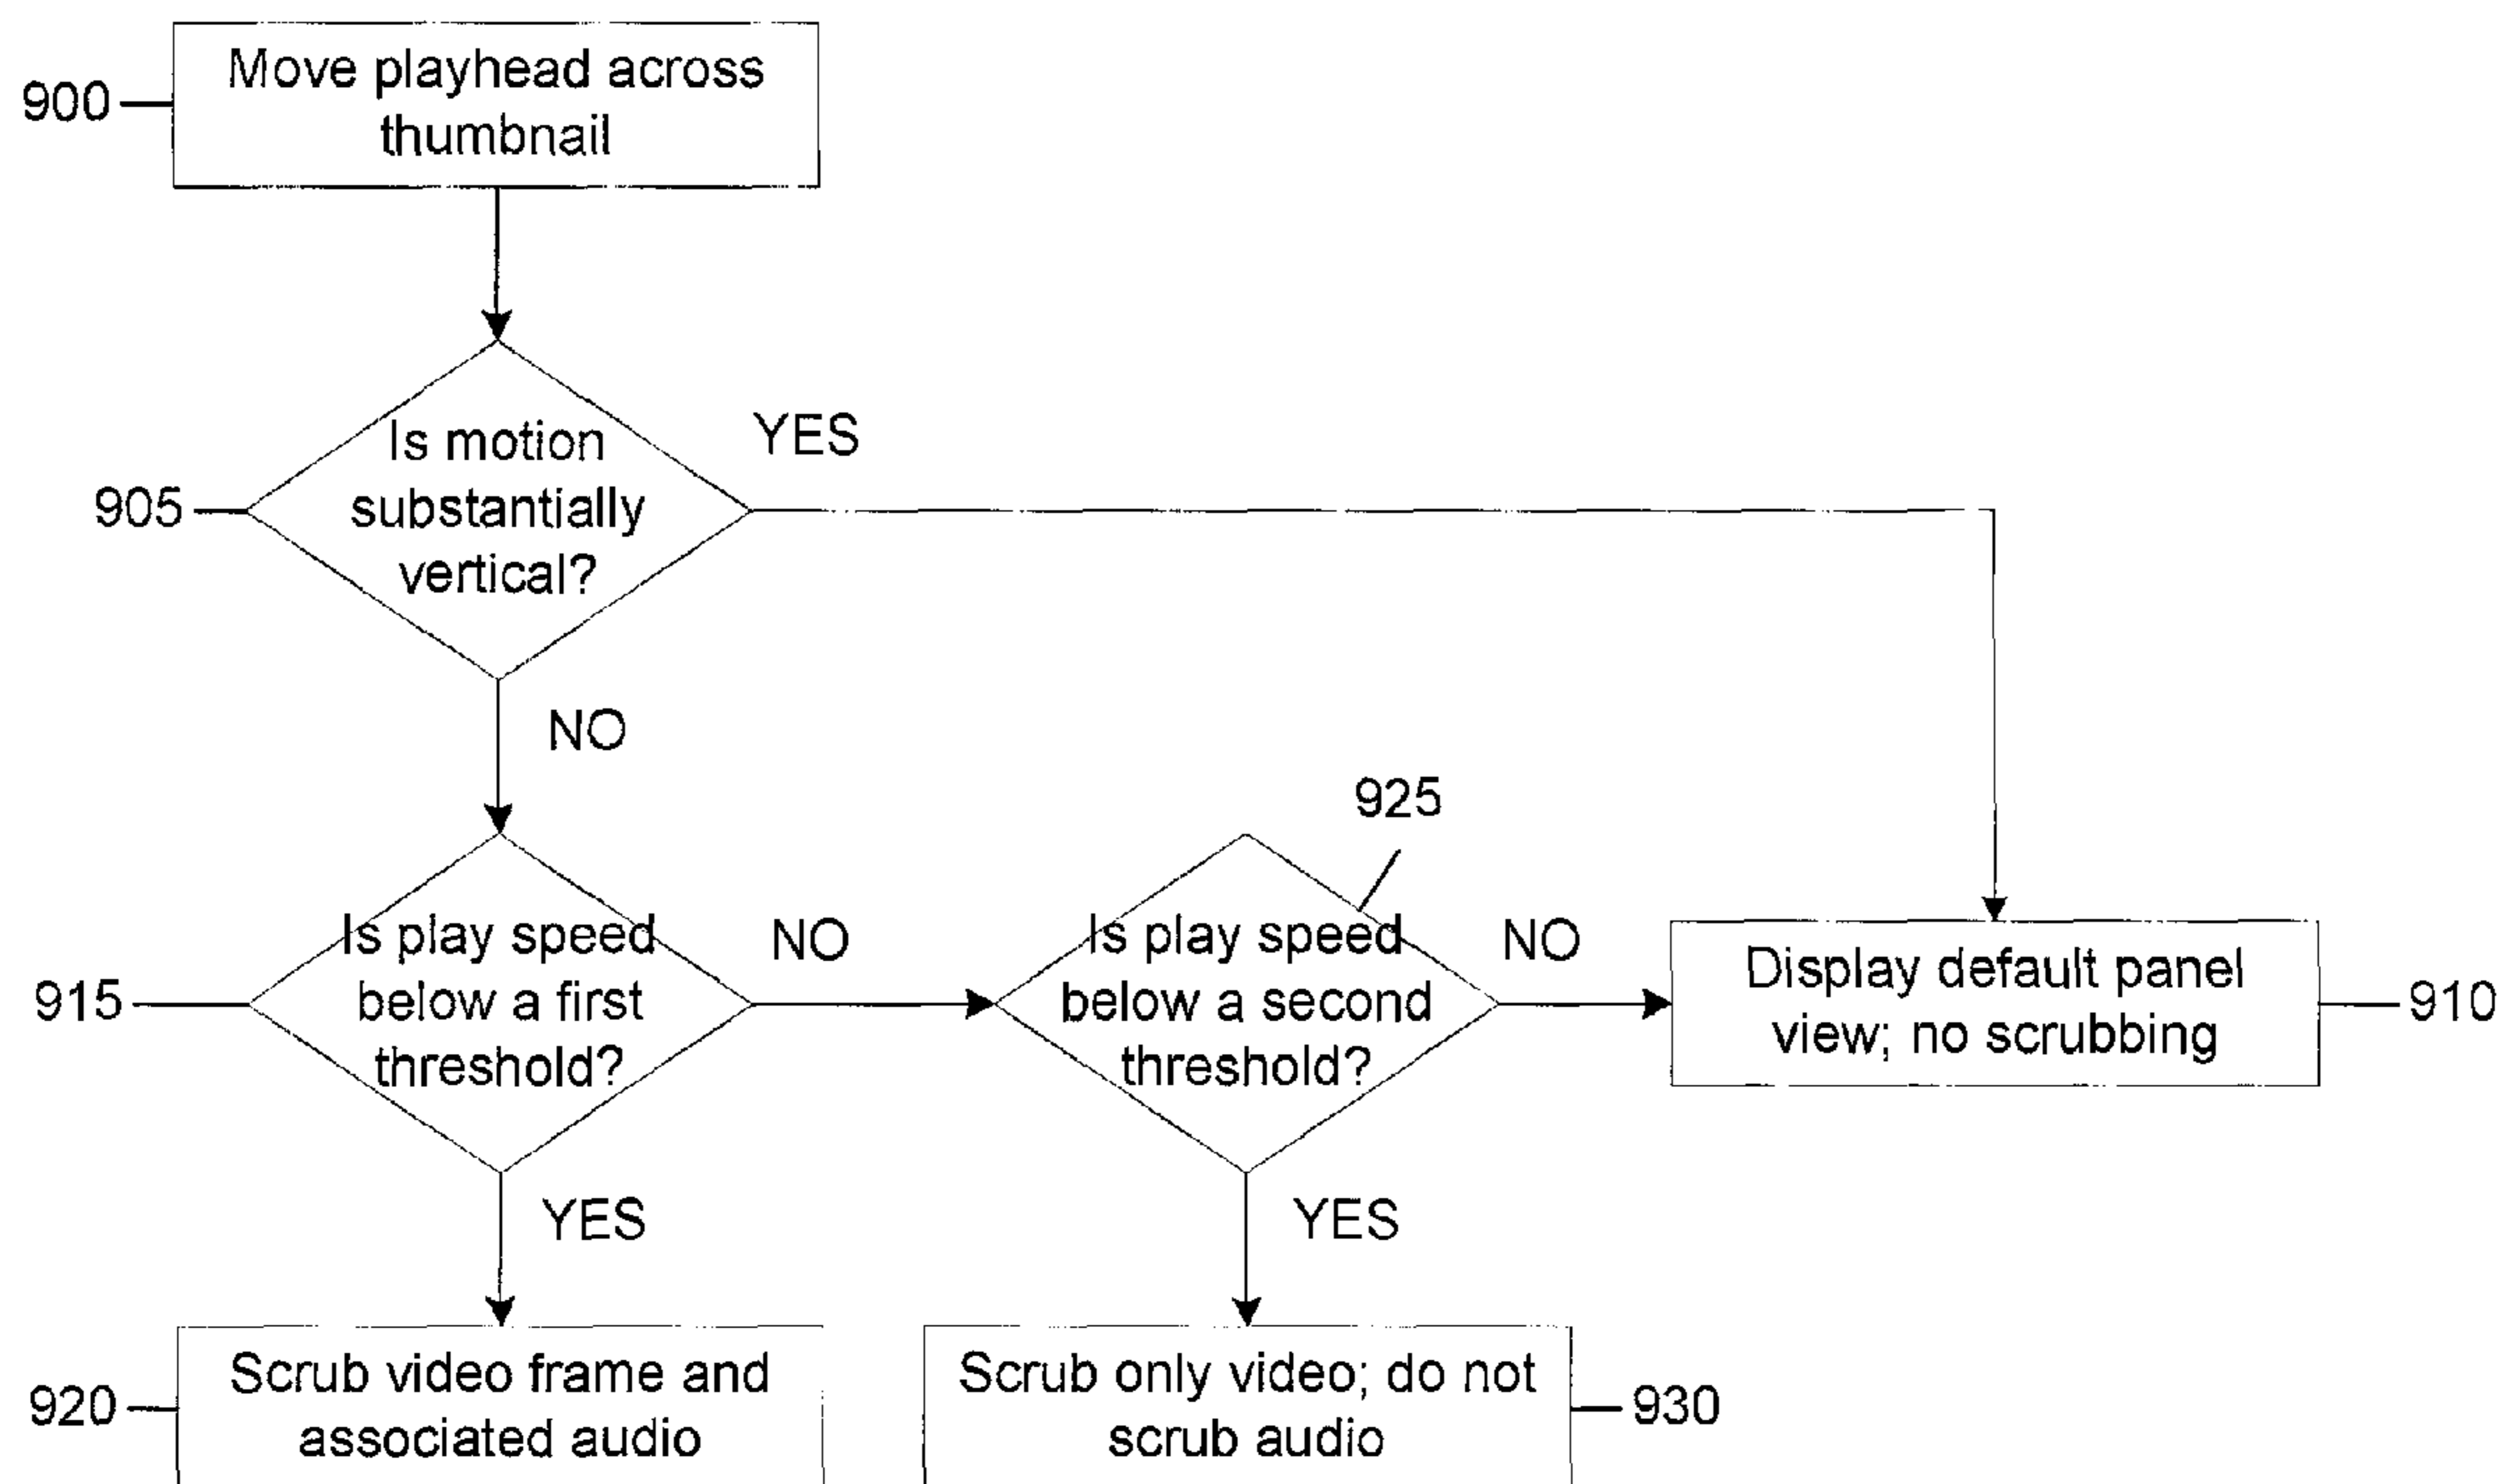 900
Move playhead across
thumbnail
905
Is motion
substantially
vertical?
YES
NO
915
Is play speed
below a first
threshold?
NO
925
Is play speed
below a second
threshold?
NO
Display default panel
view; no scrubbing
910
YES
YES
920
Scrub video frame and
associated audio
Scrub only video; do not
scrub audio
930